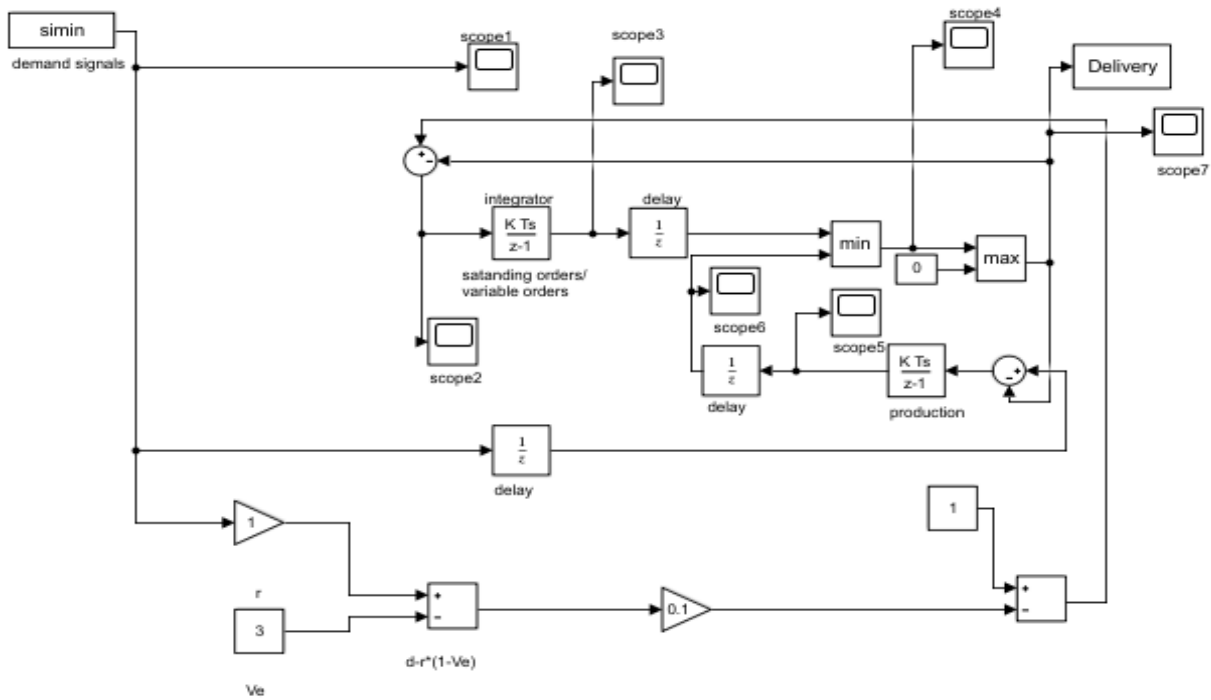 simin
demand signals
scope1
scope3
scope4
Delivery
scope7
+
-
integrator
K Ts
z-1
satanding orders/
variable orders
delay
1
z
min
0
max
scope6
scope5
scope2
1
z
delay
K Ts
z-1
production
-
+
1
z
delay
1
1
r
3
Ve
+
-
d-r*(1-Ve)
0.1
+
-